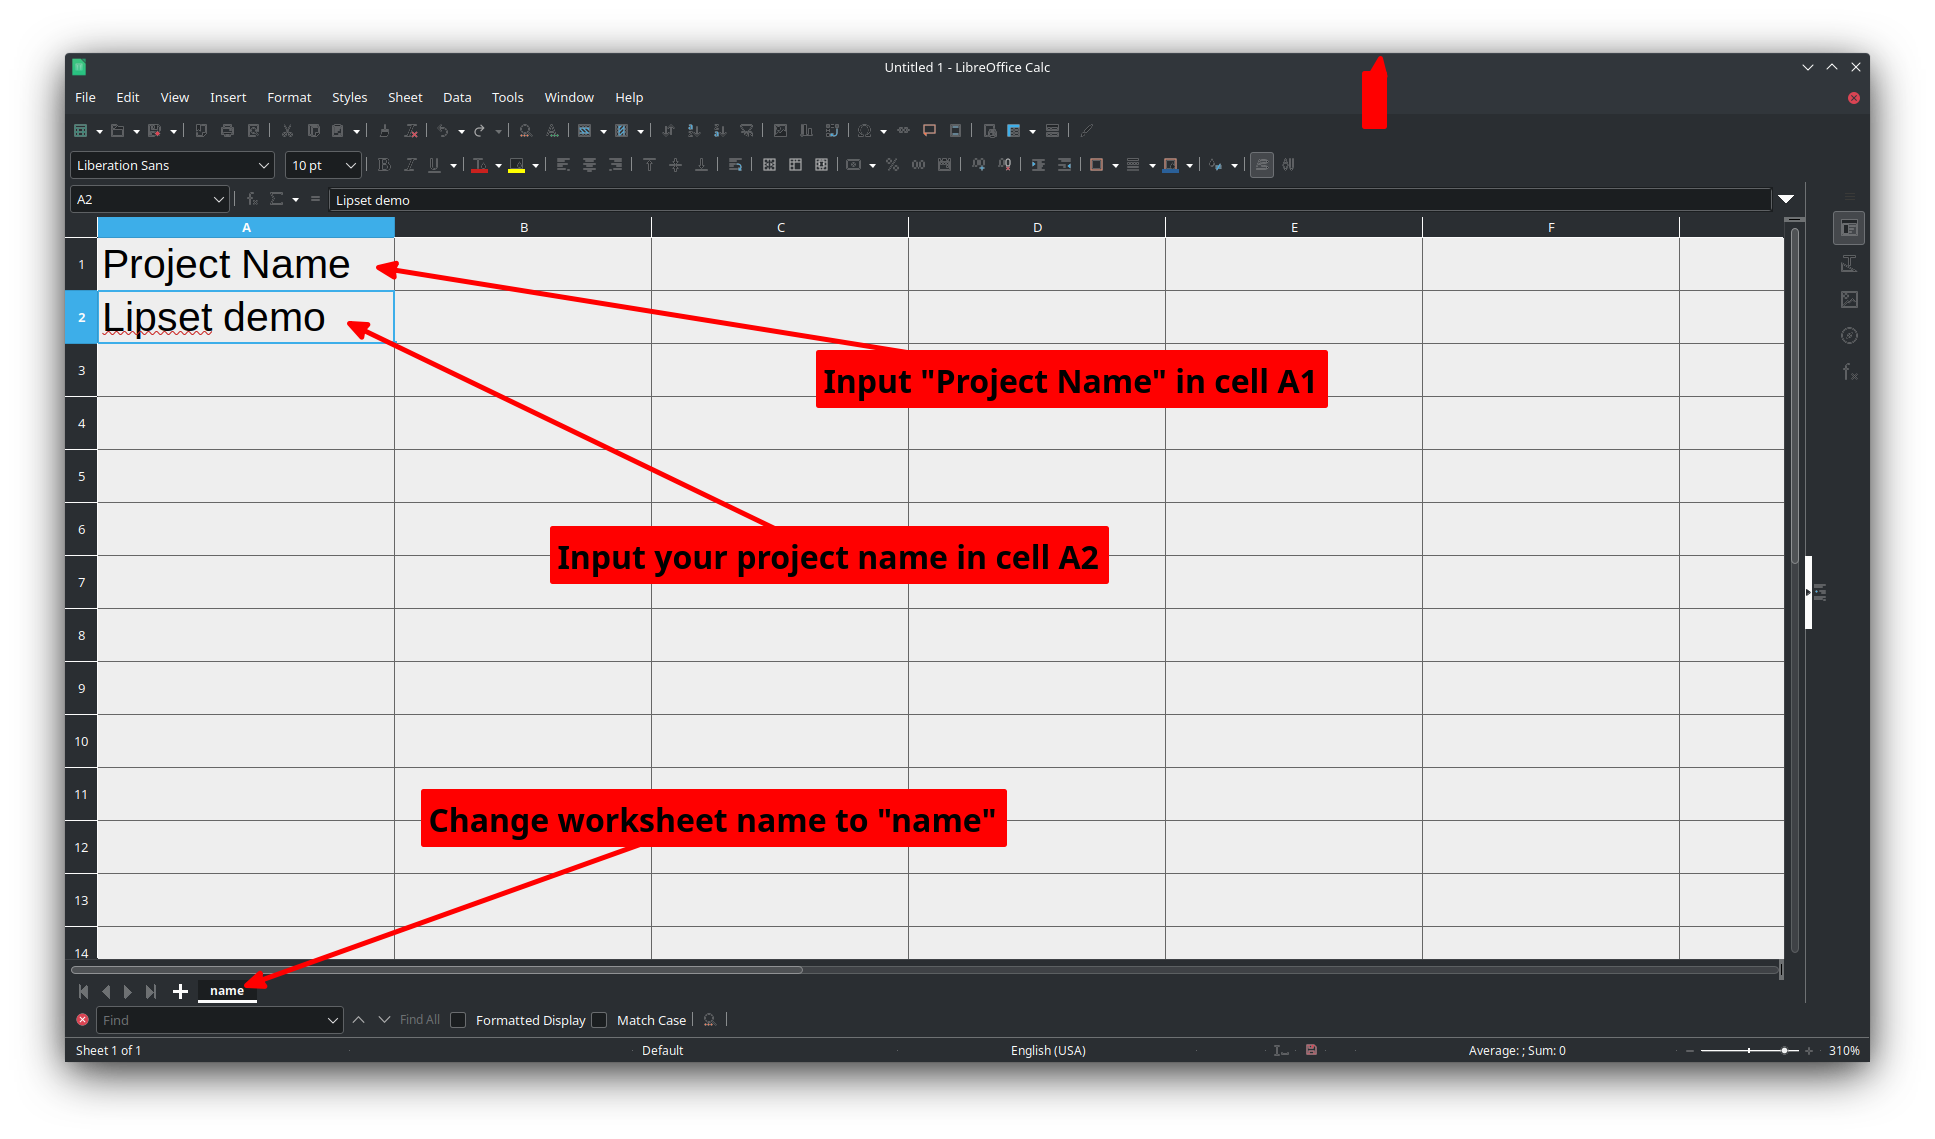 Untitled 1 - LibreOffice Calc
File Edit View Insert Format Styles Sheet Data Tools Window Help
Liberation Sans 10 pt
A2 Lipset demo
A B C D E F
1 Project Name
2 Lipset demo
3
Input "Project Name" in cell A1
4
5
6
Input your project name in cell A2
7
8
9
10
11
Change worksheet name to "name"
12
13
14
name
Find Find All Formatted Display Match Case
Sheet 1 of 1 Default English (USA) Average: ; Sum: 0 310%